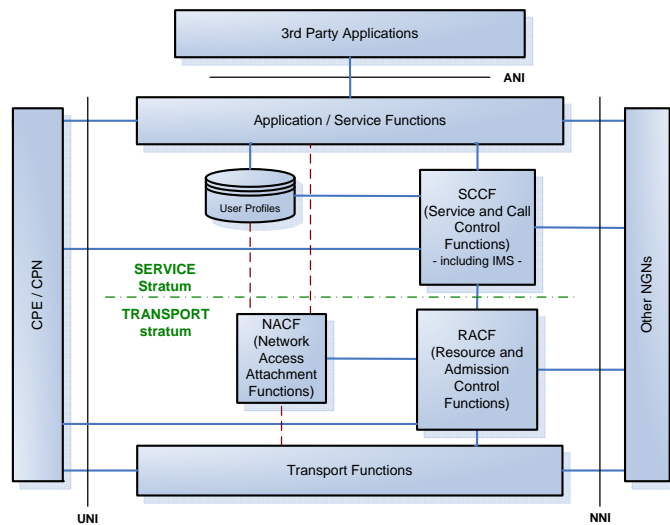 3rd Party Applications
ANI
Application / Service Functions
User Profiles
SCCF
(Service and Call
Control
Functions)
- including IMS -
CPE / CPN
Other NGNs
SERVICE
Stratum
TRANSPORT
stratum
NACF
(Network
Access
Attachment
Functions)
RACF
(Resource and
Admission
Control
Functions)
Transport Functions
UNI
NNI